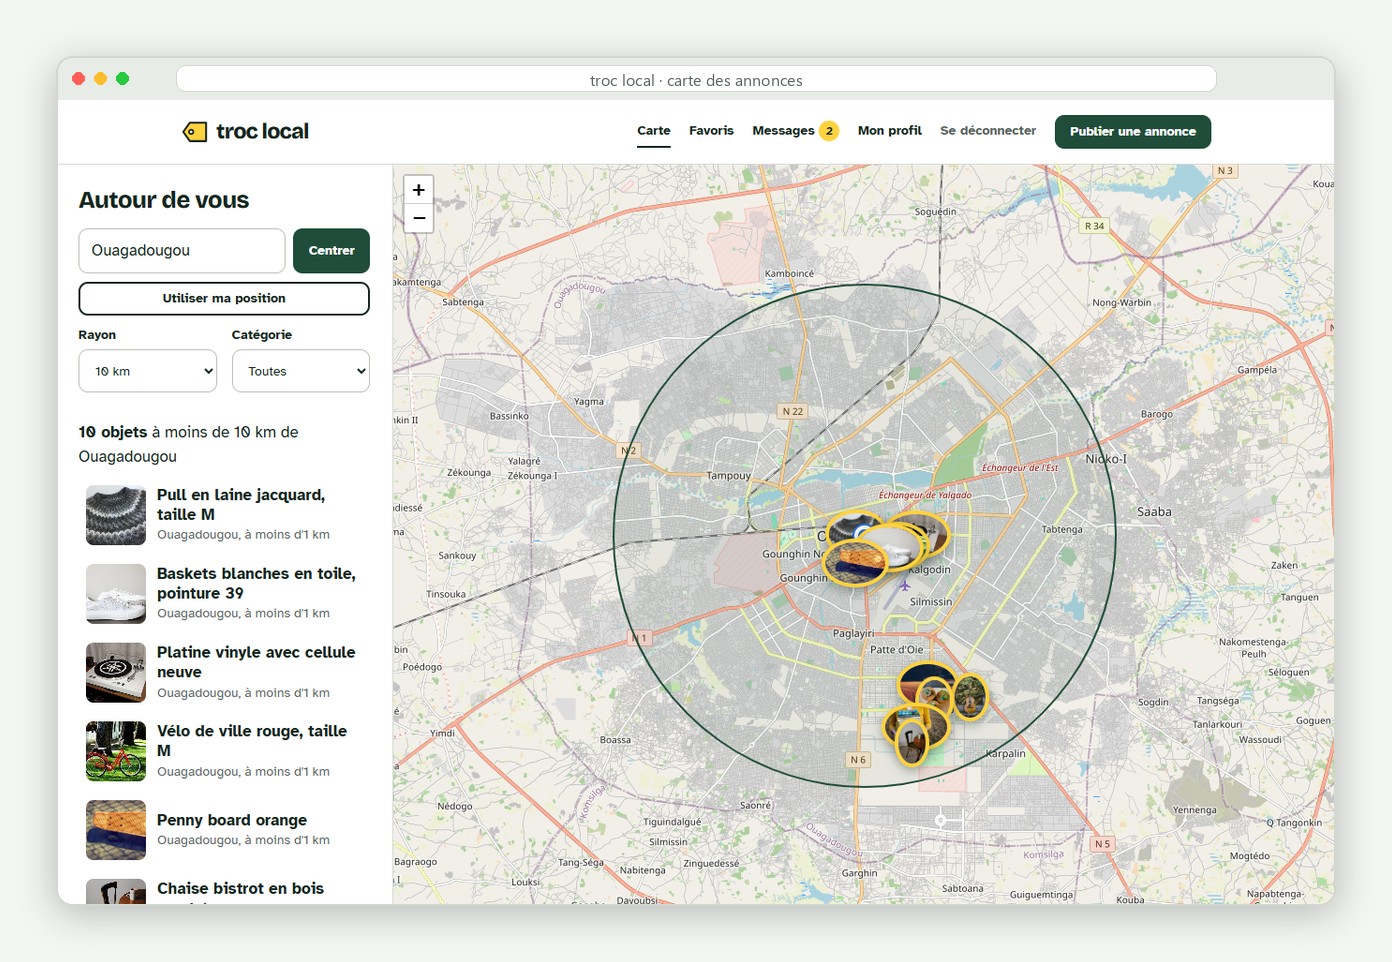 troc local · carte des annonces
troc local
Carte
Favoris
Messages 2
Mon profil
Se déconnecter
Publier une annonce
Autour de vous
Ouagadougou
Centrer
Utiliser ma position
Rayon
Catégorie
10 km
Toutes
10 objets à moins de 10 km de
Ouagadougou
Pull en laine jacquard,
taille M
Ouagadougou, à moins d'1 km
Baskets blanches en toile,
pointure 39
Ouagadougou, à moins d'1 km
Platine vinyle avec cellule
neuve
Ouagadougou, à moins d'1 km
Vélo de ville rouge, taille
M
Ouagadougou, à moins d'1 km
Penny board orange
Ouagadougou, à moins d'1 km
Chaise bistrot en bois
+
−
N 3
Soguédin
R 34
Kamboincé
Sabtenga
Ouagadougou
Nong-Warbin
Gampéla
Yagma
N 22
Bassinko
Barogo
N 2
Yalagré
Nioko-I
Zékounga
Zékounga I
Tampouy
Échangeur de l'Est
Échangeur de Yalgado
Saaba
Tabtenga
Sankouy
Kalgodin
Zaken
Tinsouka
Silmissin
Tanguen
Paglayiri
N 1
Patte d'Oie
Nakomestenga-
Peulh
Poédogo
Séloguen
Tangséga
Goguen
Tanlarkouri
Yimdi
Boassa
Wassoudi
Karpalin
N 6
Komsilga
Nédogo
Saonré
Yennenga
Tiguindalgué
Q Tangonkin
Ouagadougou
Silmissin
N 5
Komsilga
Mogtédo
Bagraogo
Tang-Séga
Zinguedessé
Nabitenga
Garghin
Louksi
Sabtoana
Guiguemtinga
Napabtenga-
Davoubsi
Kouba